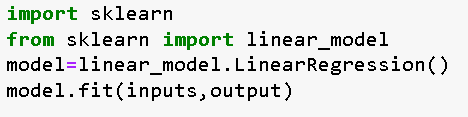 import sklearn
from sklearn import linear_model
model=linear_model.LinearRegression()
model.fit(inputs,output)